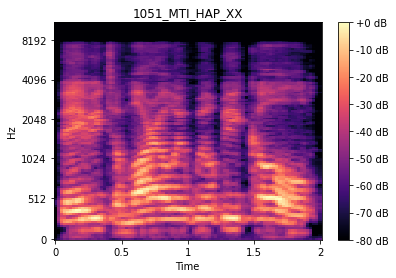 1051_MTI_HAP_XX
Hz
8192
4096
2048
1024
512
0
0
0.5
1
1.5
2
Time
+0 dB
-10 dB
-20 dB
-30 dB
-40 dB
-50 dB
-60 dB
-70 dB
-80 dB